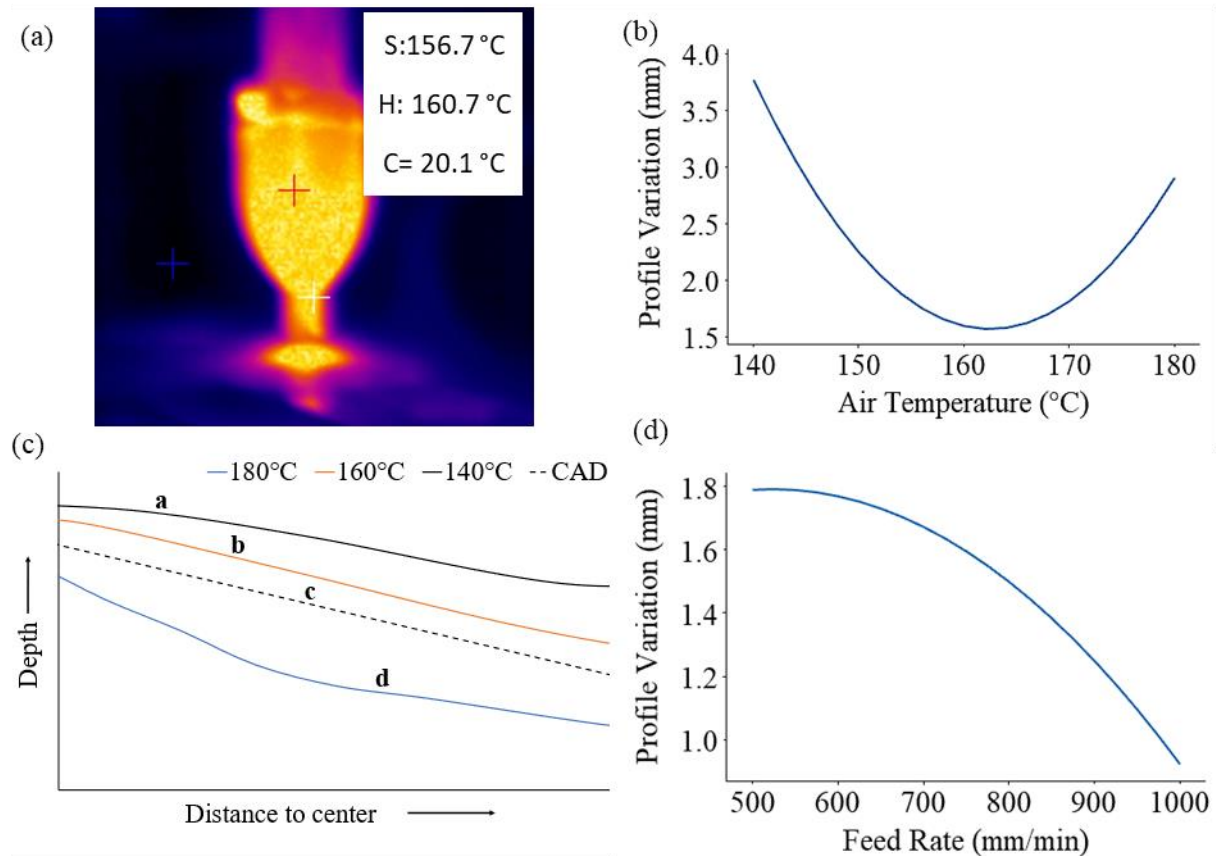 (a)
S:156.7 °C
H: 160.7 °C
C= 20.1 °C
(b)
Profile Variation (mm)
4.0
3.5
3.0
2.5
2.0
1.5
140 150 160 170 180
Air Temperature (°C)
(c)
180°C 160°C 140°C CAD
a
b
c
d
Depth
Distance to center
(d)
Profile Variation (mm)
1.8
1.6
1.4
1.2
1.0
500 600 700 800 900 1000
Feed Rate (mm/min)